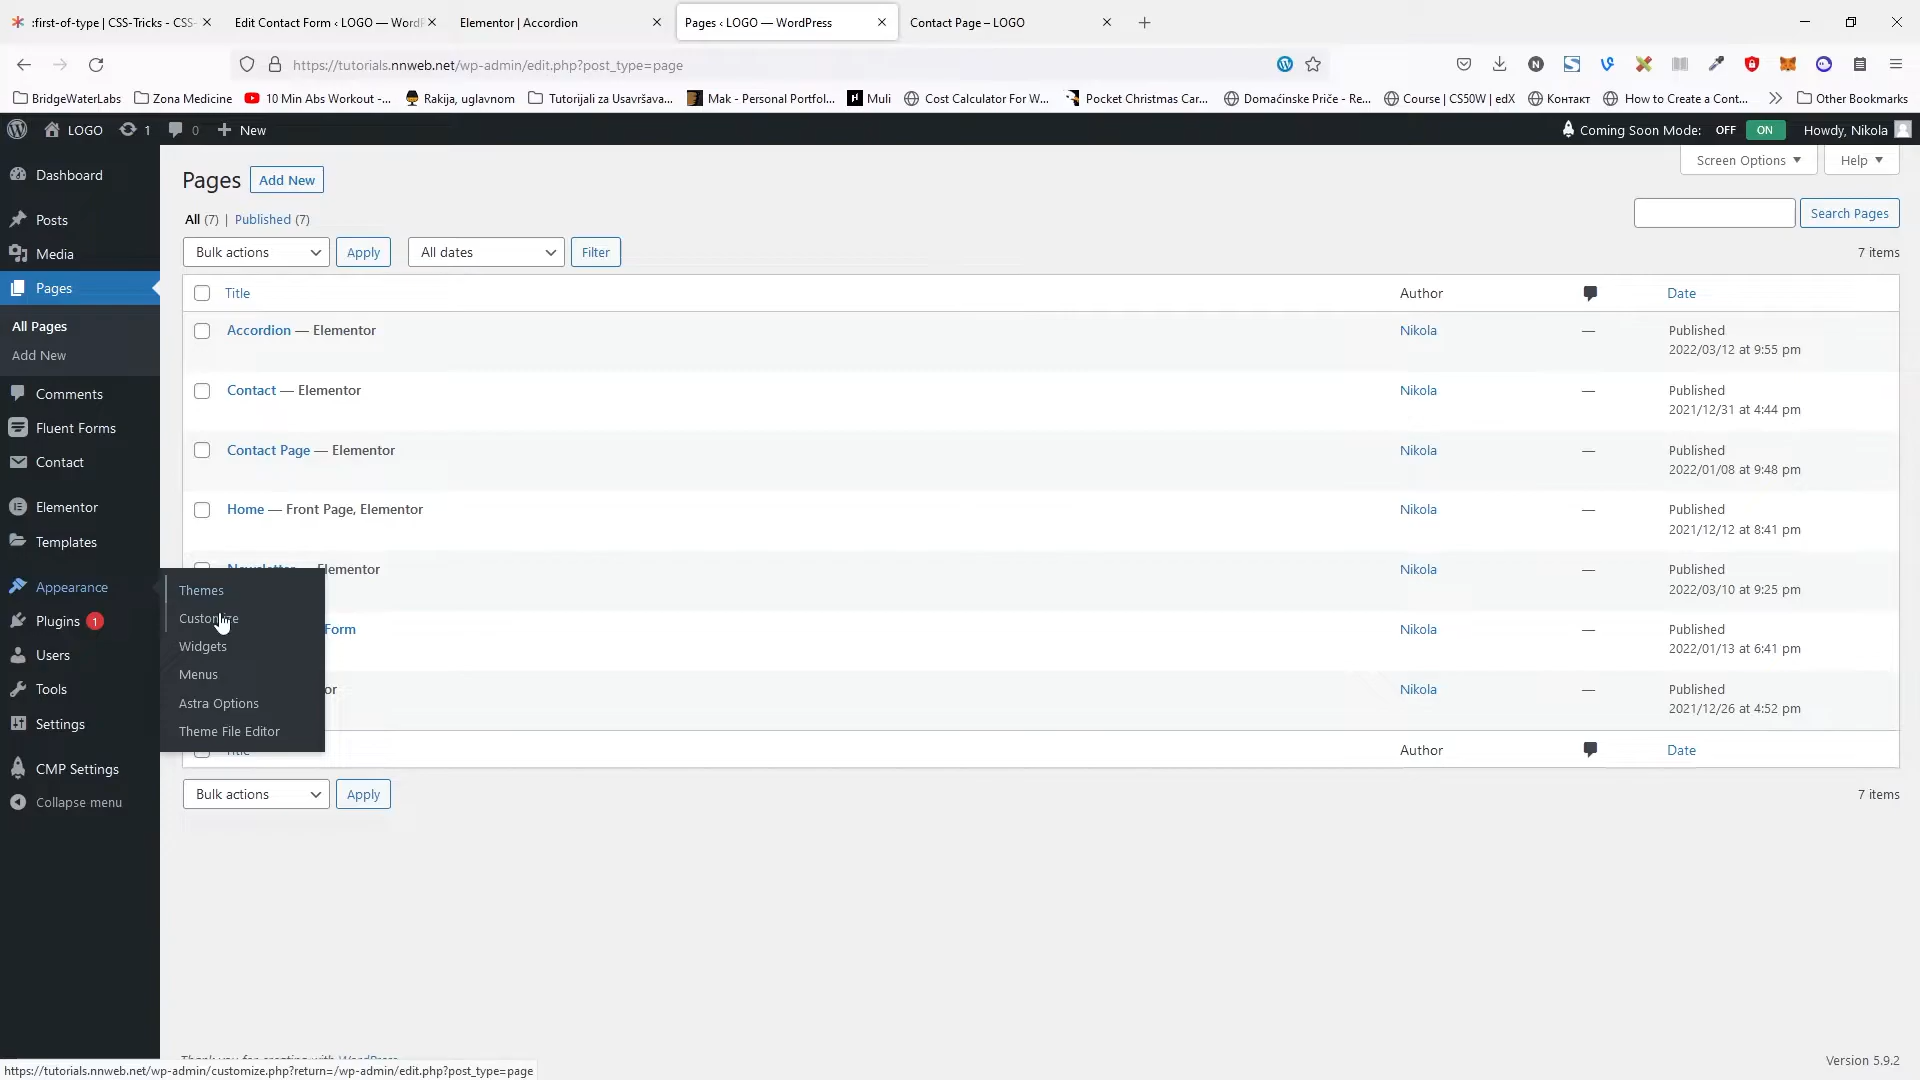 :first-of-type | CSS-Tricks - CSS-
Edit Contact Form ‹ LOGO — WordP
Elementor | Accordion
Pages ‹ LOGO — WordPress
Contact Page – LOGO
https://tutorials.nnweb.net/wp-admin/edit.php?post_type=page
BridgeWaterLabs
Zona Medicine
10 Min Abs Workout -...
Rakija, uglavnom
Tutorijali za Usavršava...
Mak - Personal Portfol...
Muli
Cost Calculator For W...
Pocket Christmas Car...
Domaćinske Priče - Re...
Course | CS50W | edX
Контакт
How to Create a Cont...
Other Bookmarks
LOGO
1
0
New
Coming Soon Mode: OFF ON
Howdy, Nikola
Dashboard
Posts
Media
Pages
All Pages
Add New
Comments
Fluent Forms
Contact
Elementor
Templates
Appearance
Plugins 1
Users
Tools
Settings
CMP Settings
Collapse menu
Themes
Customize
Widgets
Menus
Astra Options
Theme File Editor
Screen Options
Help
Pages
Add New
All (7) | Published (7)
Search Pages
Bulk actions
Apply
All dates
Filter
7 items
Title
Author
Date
Accordion — Elementor
Nikola
—
Published
2022/03/12 at 9:55 pm
Contact — Elementor
Nikola
—
Published
2021/12/31 at 4:44 pm
Contact Page — Elementor
Nikola
—
Published
2022/01/08 at 9:48 pm
Home — Front Page, Elementor
Nikola
—
Published
2021/12/12 at 8:41 pm
Newsletter — Elementor
Nikola
—
Published
2022/03/10 at 9:25 pm
Form
Nikola
—
Published
2022/01/13 at 6:41 pm
or
Nikola
—
Published
2021/12/26 at 4:52 pm
Title
Author
Date
Bulk actions
Apply
7 items
Thank you for creating with WordPress.
Version 5.9.2
https://tutorials.nnweb.net/wp-admin/customize.php?return=/wp-admin/edit.php?post_type=page